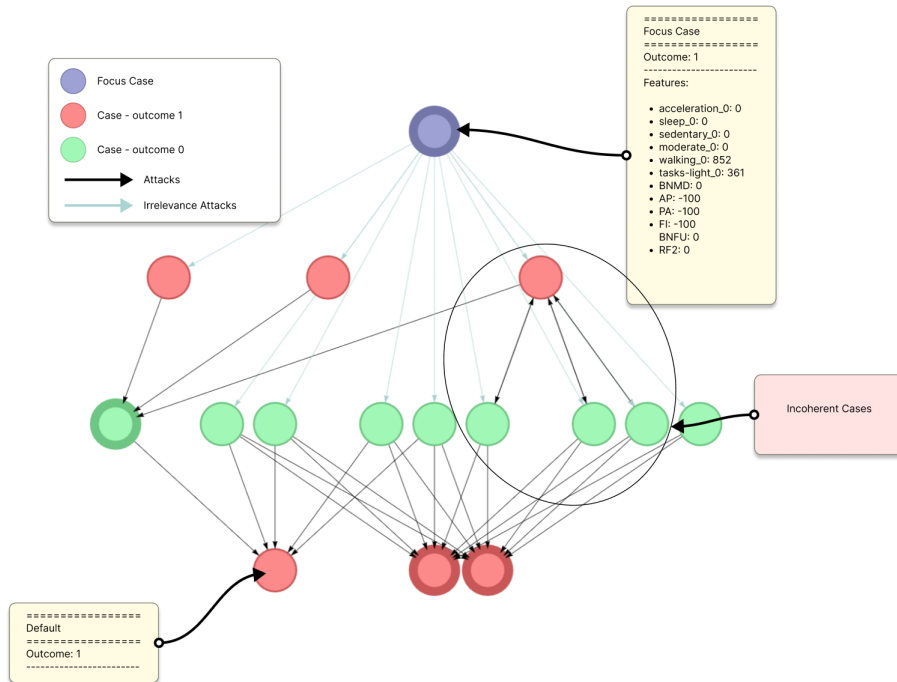 =================
Focus Case
=================
Outcome: 1
-------------------------
Features:
acceleration_0: 0
sleep_0: 0
sedentary_0: 0
moderate_0: 0
walking_0: 852
tasks-light_0: 361
BNMD: 0
AP: -100
PA: -100
FI: -100
BNFU: 0
RF2: 0
Focus Case
Case - outcome 1
Case - outcome 0
Attacks
Irrelevance Attacks
Incoherent Cases
=================
Default
=================
Outcome: 1
-------------------------